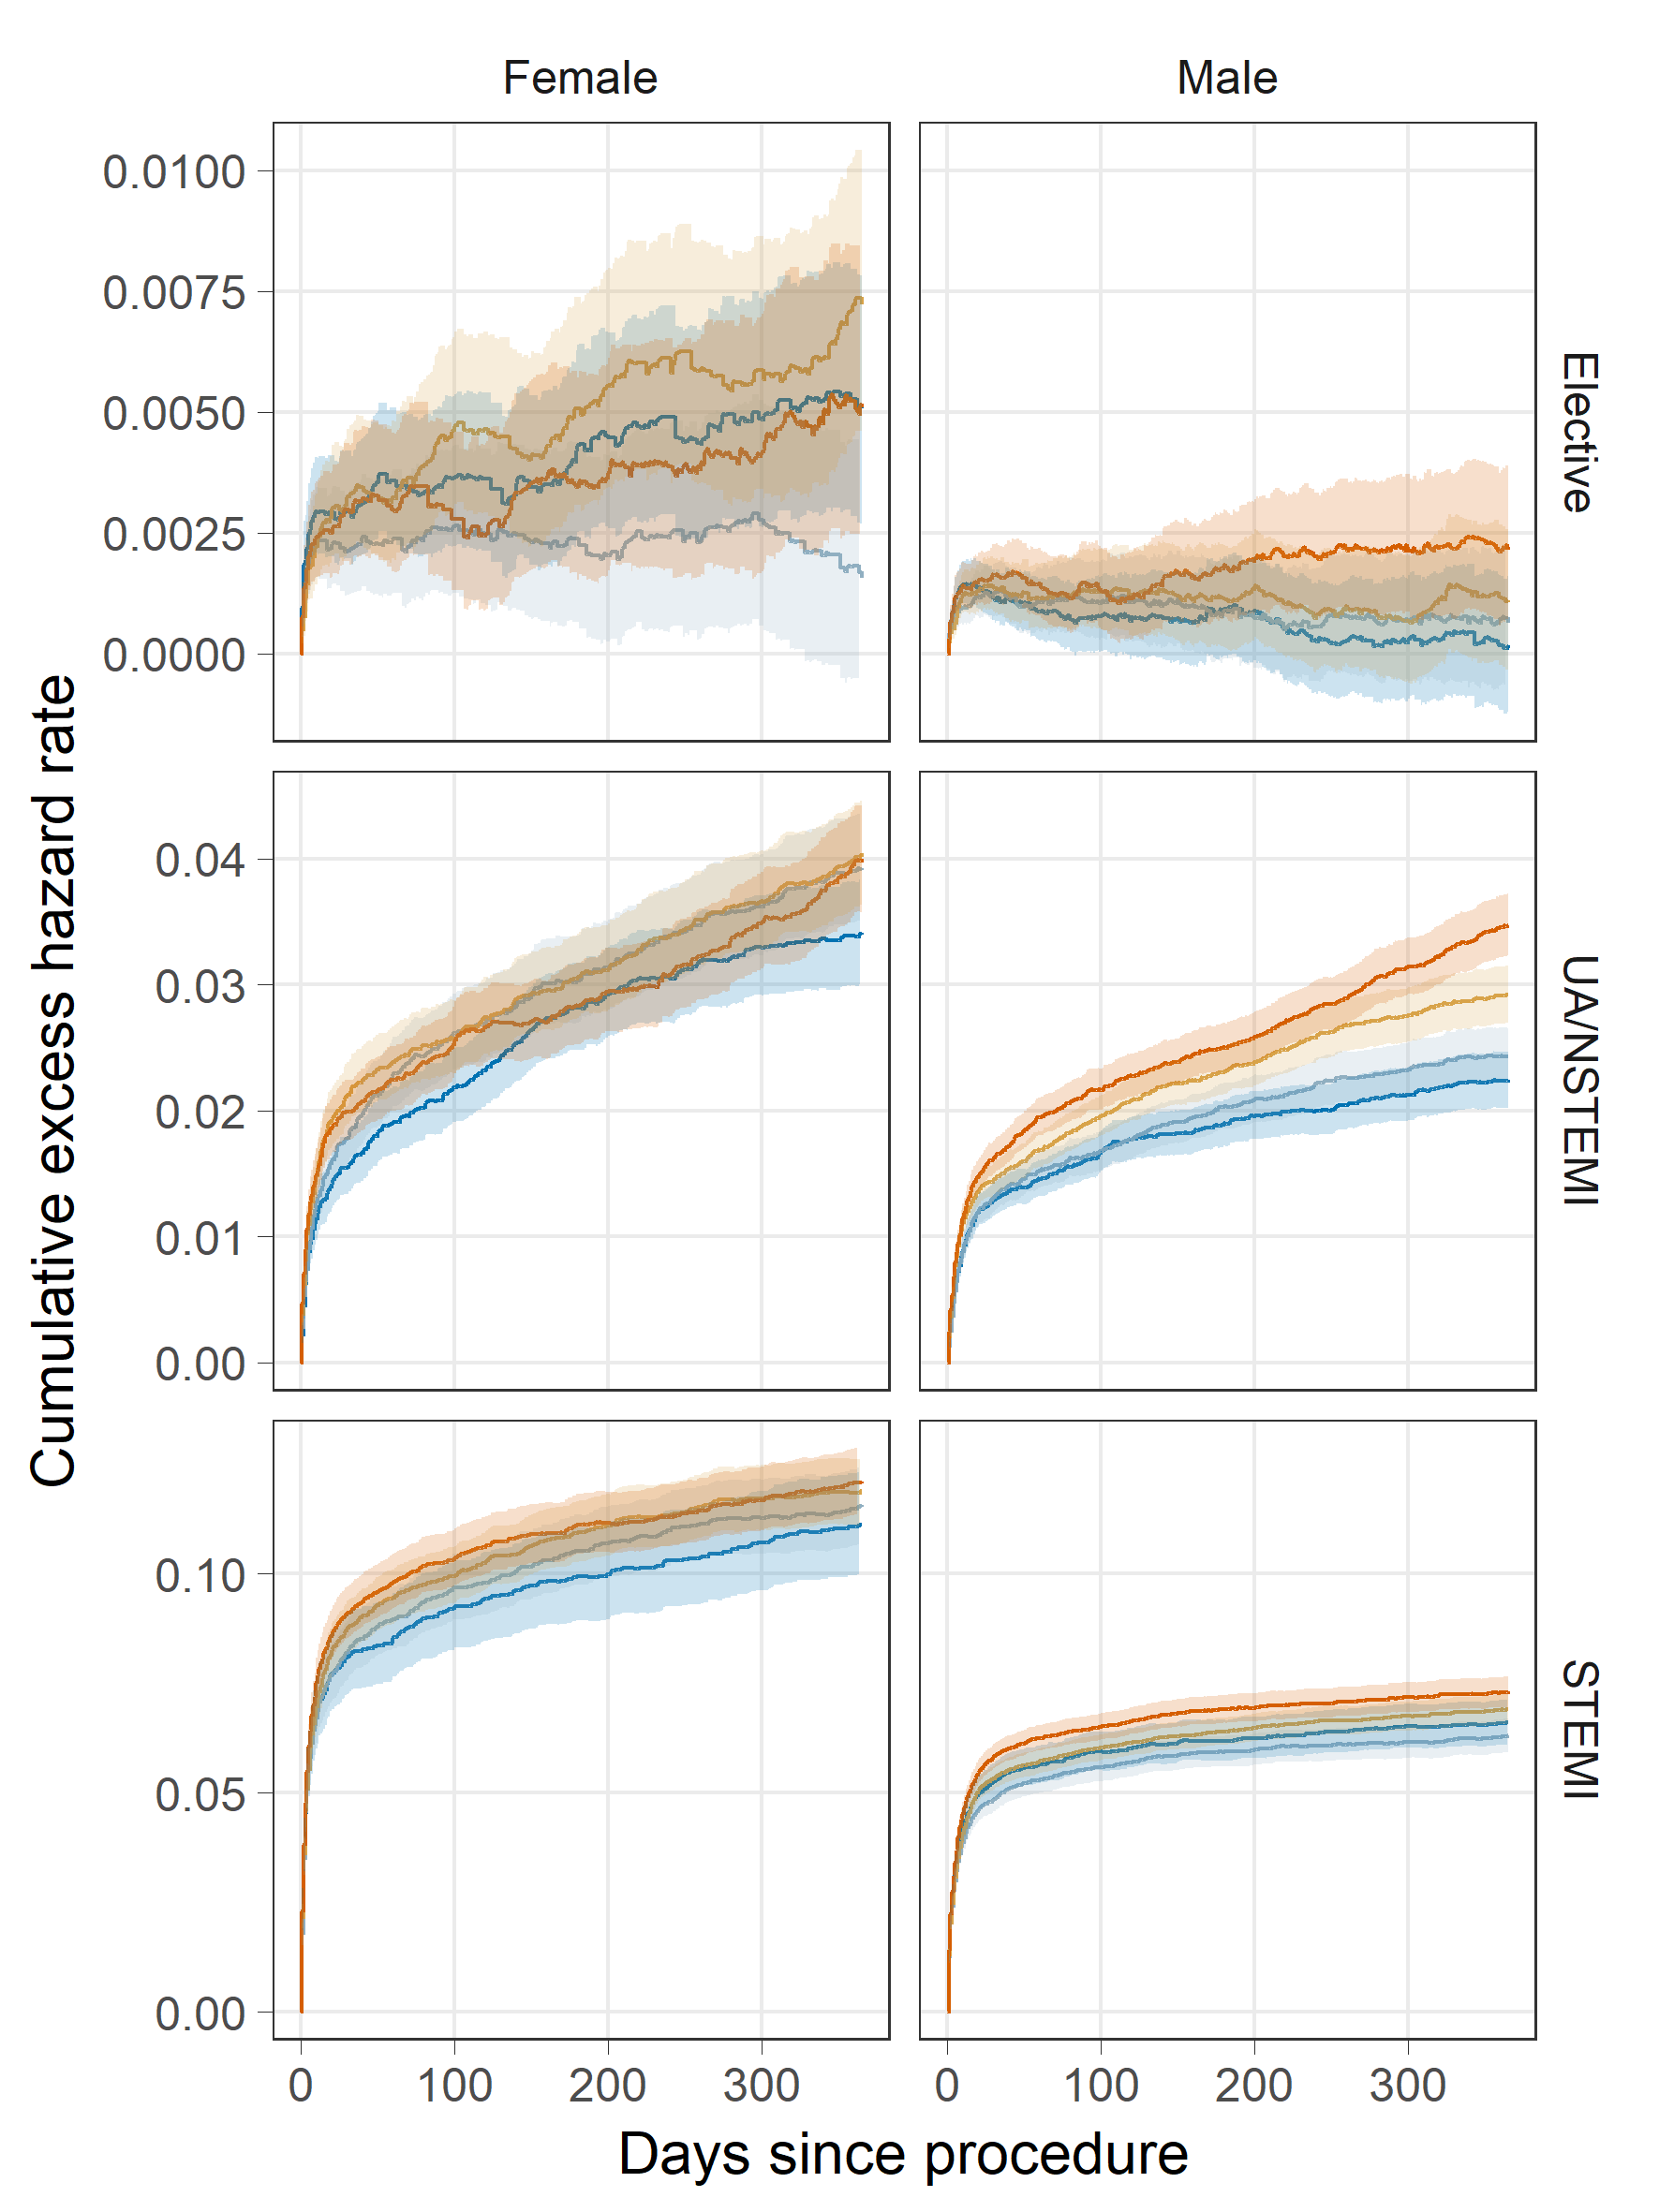 Female Male
0.0100
0.0075
0.0050
0.0025
0.0000
Elective
0.04
0.03
0.02
0.01
0.00
UA/NSTEMI
0.10
0.05
0.00
STEMI
Cumulative excess hazard rate
0 100 200 300 0 100 200 300
Days since procedure